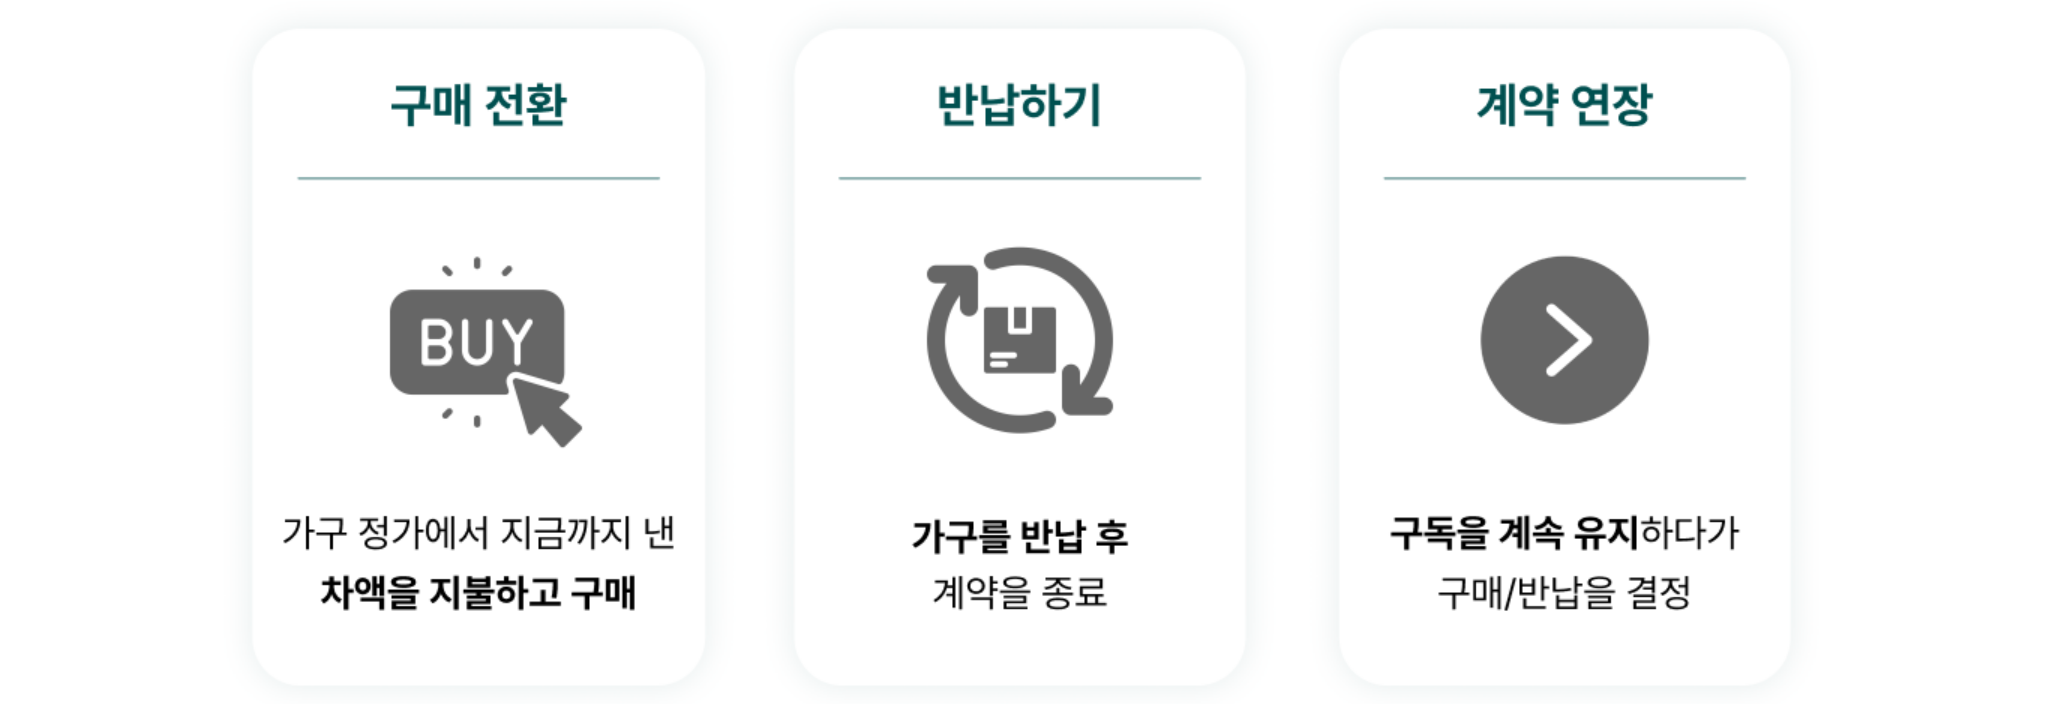 구매 전환
BUY
가구 정가에서 지금까지 낸
차액을 지불하고 구매
반납하기
가구를 반납 후
계약을 종료
계약 연장
구독을 계속 유지하다가
구매/반납을 결정